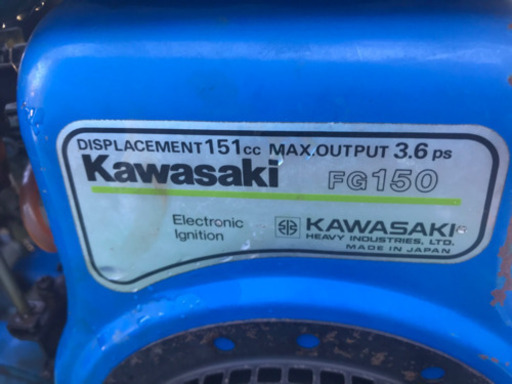 DISPLACEMENT 151cc MAX.OUTPUT 3.6 ps
Kawasaki FG150
Electronic
Ignition
KAWASAKI
HEAVY INDUSTRIES, LTD.
MADE IN JAPAN